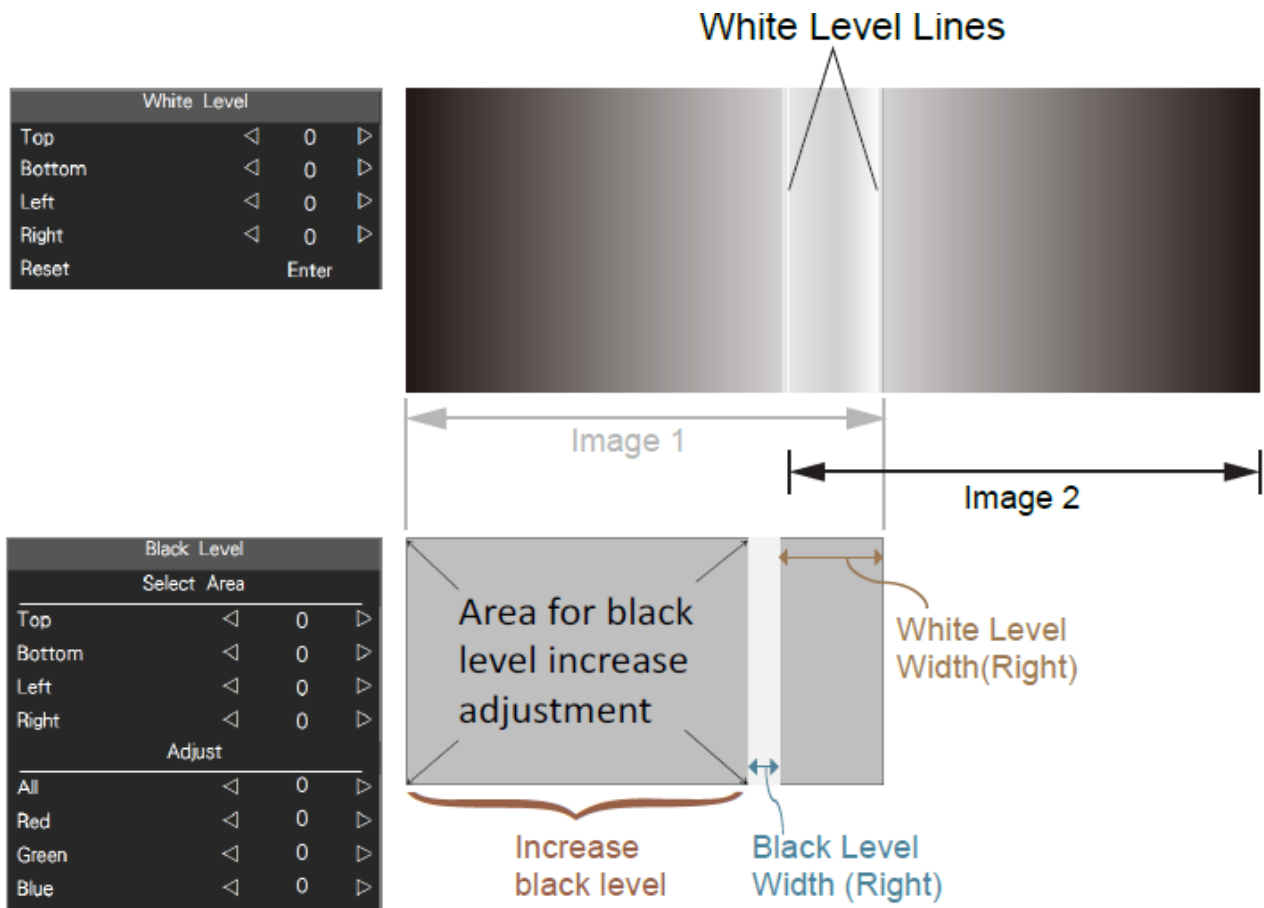 White Level Lines
White Level
Top ◁ 0 ▷
Bottom ◁ 0 ▷
Left ◁ 0 ▷
Right ◁ 0 ▷
Reset Enter
Image 1
Image 2
Black Level
Select Area
Top ◁ 0 ▷
Bottom ◁ 0 ▷
Left ◁ 0 ▷
Right ◁ 0 ▷
Adjust
All ◁ 0 ▷
Red ◁ 0 ▷
Green ◁ 0 ▷
Blue ◁ 0 ▷
Area for black
level increase
adjustment
White Level
Width(Right)
Increase
black level
Black Level
Width (Right)